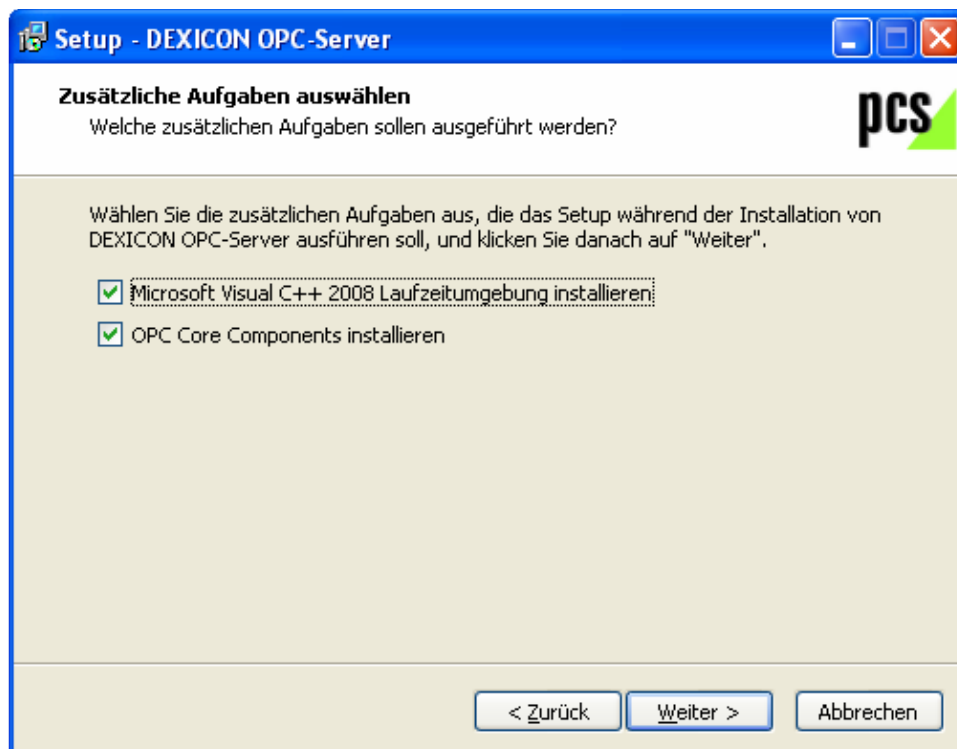 Setup - DEXICON OPC-Server
Zusätzliche Aufgaben auswählen
Welche zusätzlichen Aufgaben sollen ausgeführt werden?
pcs
Wählen Sie die zusätzlichen Aufgaben aus, die das Setup während der Installation von
DEXICON OPC-Server ausführen soll, und klicken Sie danach auf "Weiter".
Microsoft Visual C++ 2008 Laufzeitumgebung installieren
OPC Core Components installieren
< Zurück
Weiter >
Abbrechen